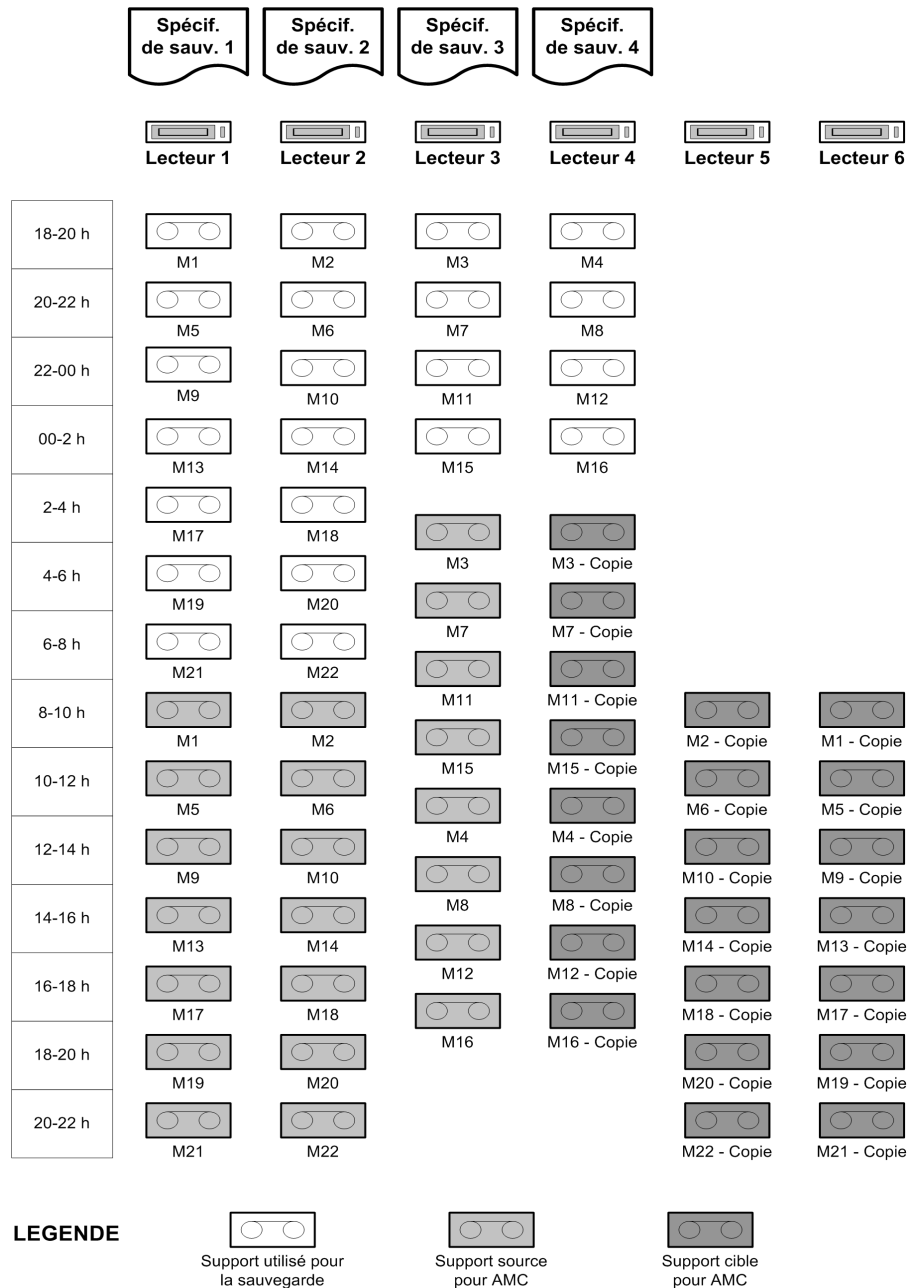 Spécif.
de sauv. 1
Spécif.
de sauv. 2
Spécif.
de sauv. 3
Spécif.
de sauv. 4
Lecteur 1
Lecteur 2
Lecteur 3
Lecteur 4
Lecteur 5
Lecteur 6
18-20 h
M1
M2
M3
M4
20-22 h
M5
M6
M7
M8
22-00 h
M9
M10
M11
M12
00-2 h
M13
M14
M15
M16
2-4 h
M17
M18
M3
M3 - Copie
4-6 h
M19
M20
M7
M7 - Copie
6-8 h
M21
M22
M11
M11 - Copie
8-10 h
M1
M2
M15
M15 - Copie
M2 - Copie
M1 - Copie
10-12 h
M5
M6
M4
M4 - Copie
M6 - Copie
M5 - Copie
12-14 h
M9
M10
M8
M8 - Copie
M10 - Copie
M9 - Copie
14-16 h
M13
M14
M12
M12 - Copie
M14 - Copie
M13 - Copie
16-18 h
M17
M18
M16
M16 - Copie
M18 - Copie
M17 - Copie
18-20 h
M19
M20
M20 - Copie
M19 - Copie
20-22 h
M21
M22
M22 - Copie
M21 - Copie
LEGENDE
Support utilisé pour
la sauvegarde
Support source
pour AMC
Support cible
pour AMC